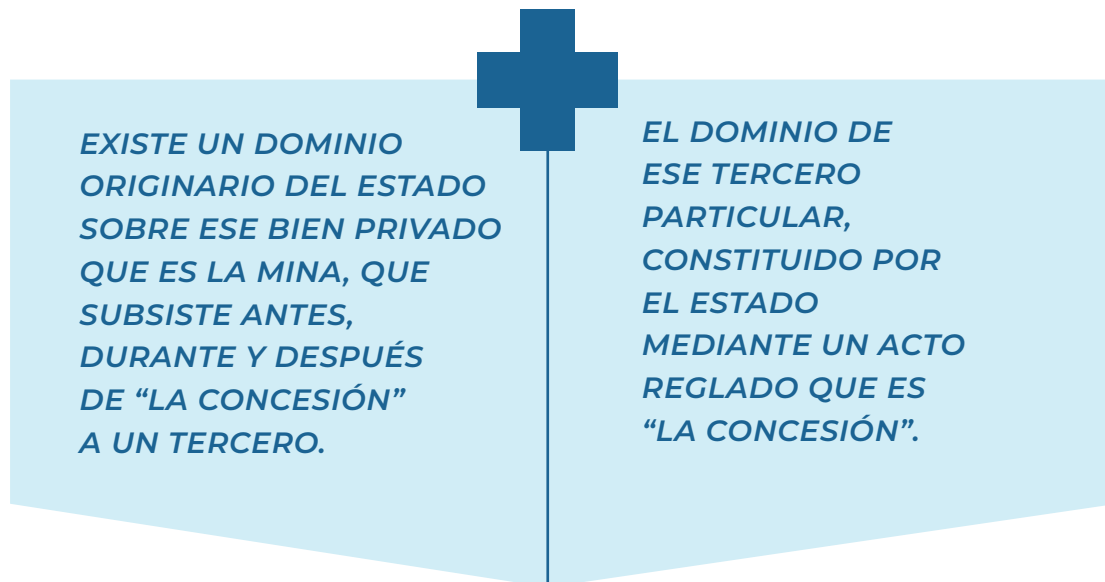 EXISTE UN DOMINIO
ORIGINARIO DEL ESTADO
SOBRE ESE BIEN PRIVADO
QUE ES LA MINA, QUE
SUBSISTE ANTES,
DURANTE Y DESPUÉS
DE “LA CONCESIÓN”
A UN TERCERO.
EL DOMINIO DE
ESE TERCERO
PARTICULAR,
CONSTITUIDO POR
EL ESTADO
MEDIANTE UN ACTO
REGLADO QUE ES
“LA CONCESIÓN”.